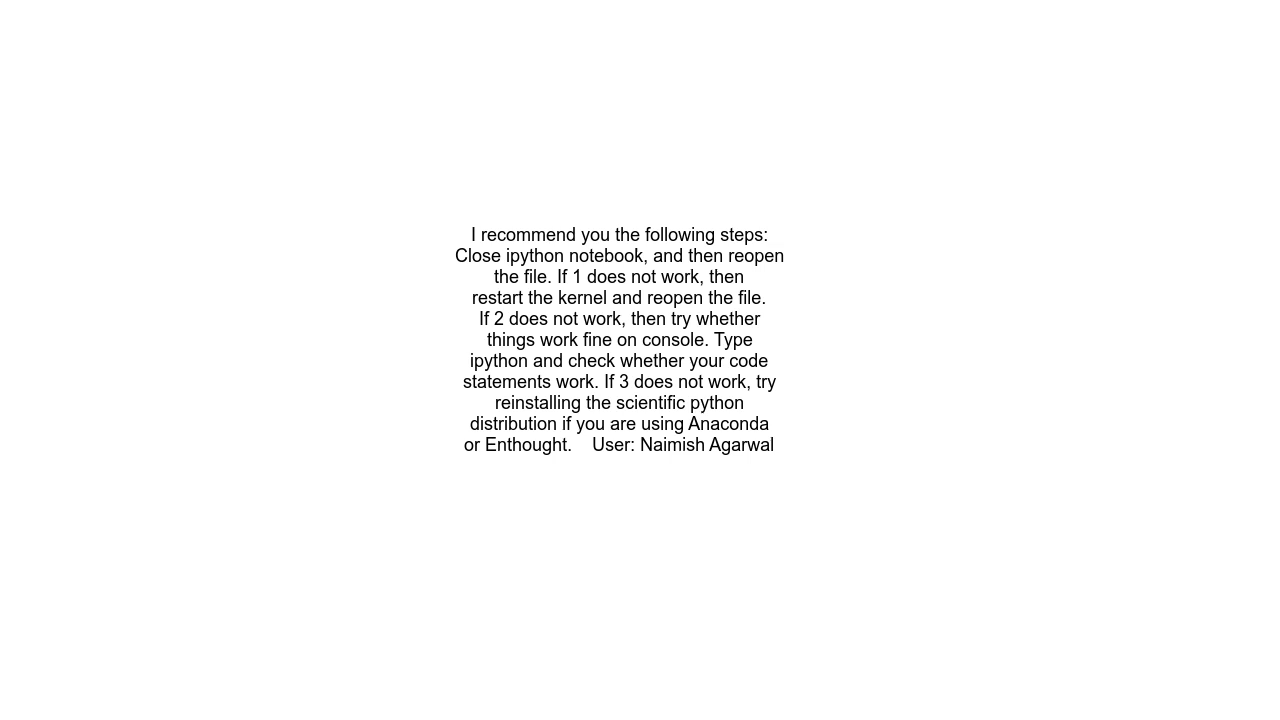 I recommend you the following steps:
Close ipython notebook, and then reopen
the file. If 1 does not work, then
restart the kernel and reopen the file.
If 2 does not work, then try whether
things work fine on console. Type
ipython and check whether your code
statements work. If 3 does not work, try
reinstalling the scientific python
distribution if you are using Anaconda
or Enthought.    User: Naimish Agarwal